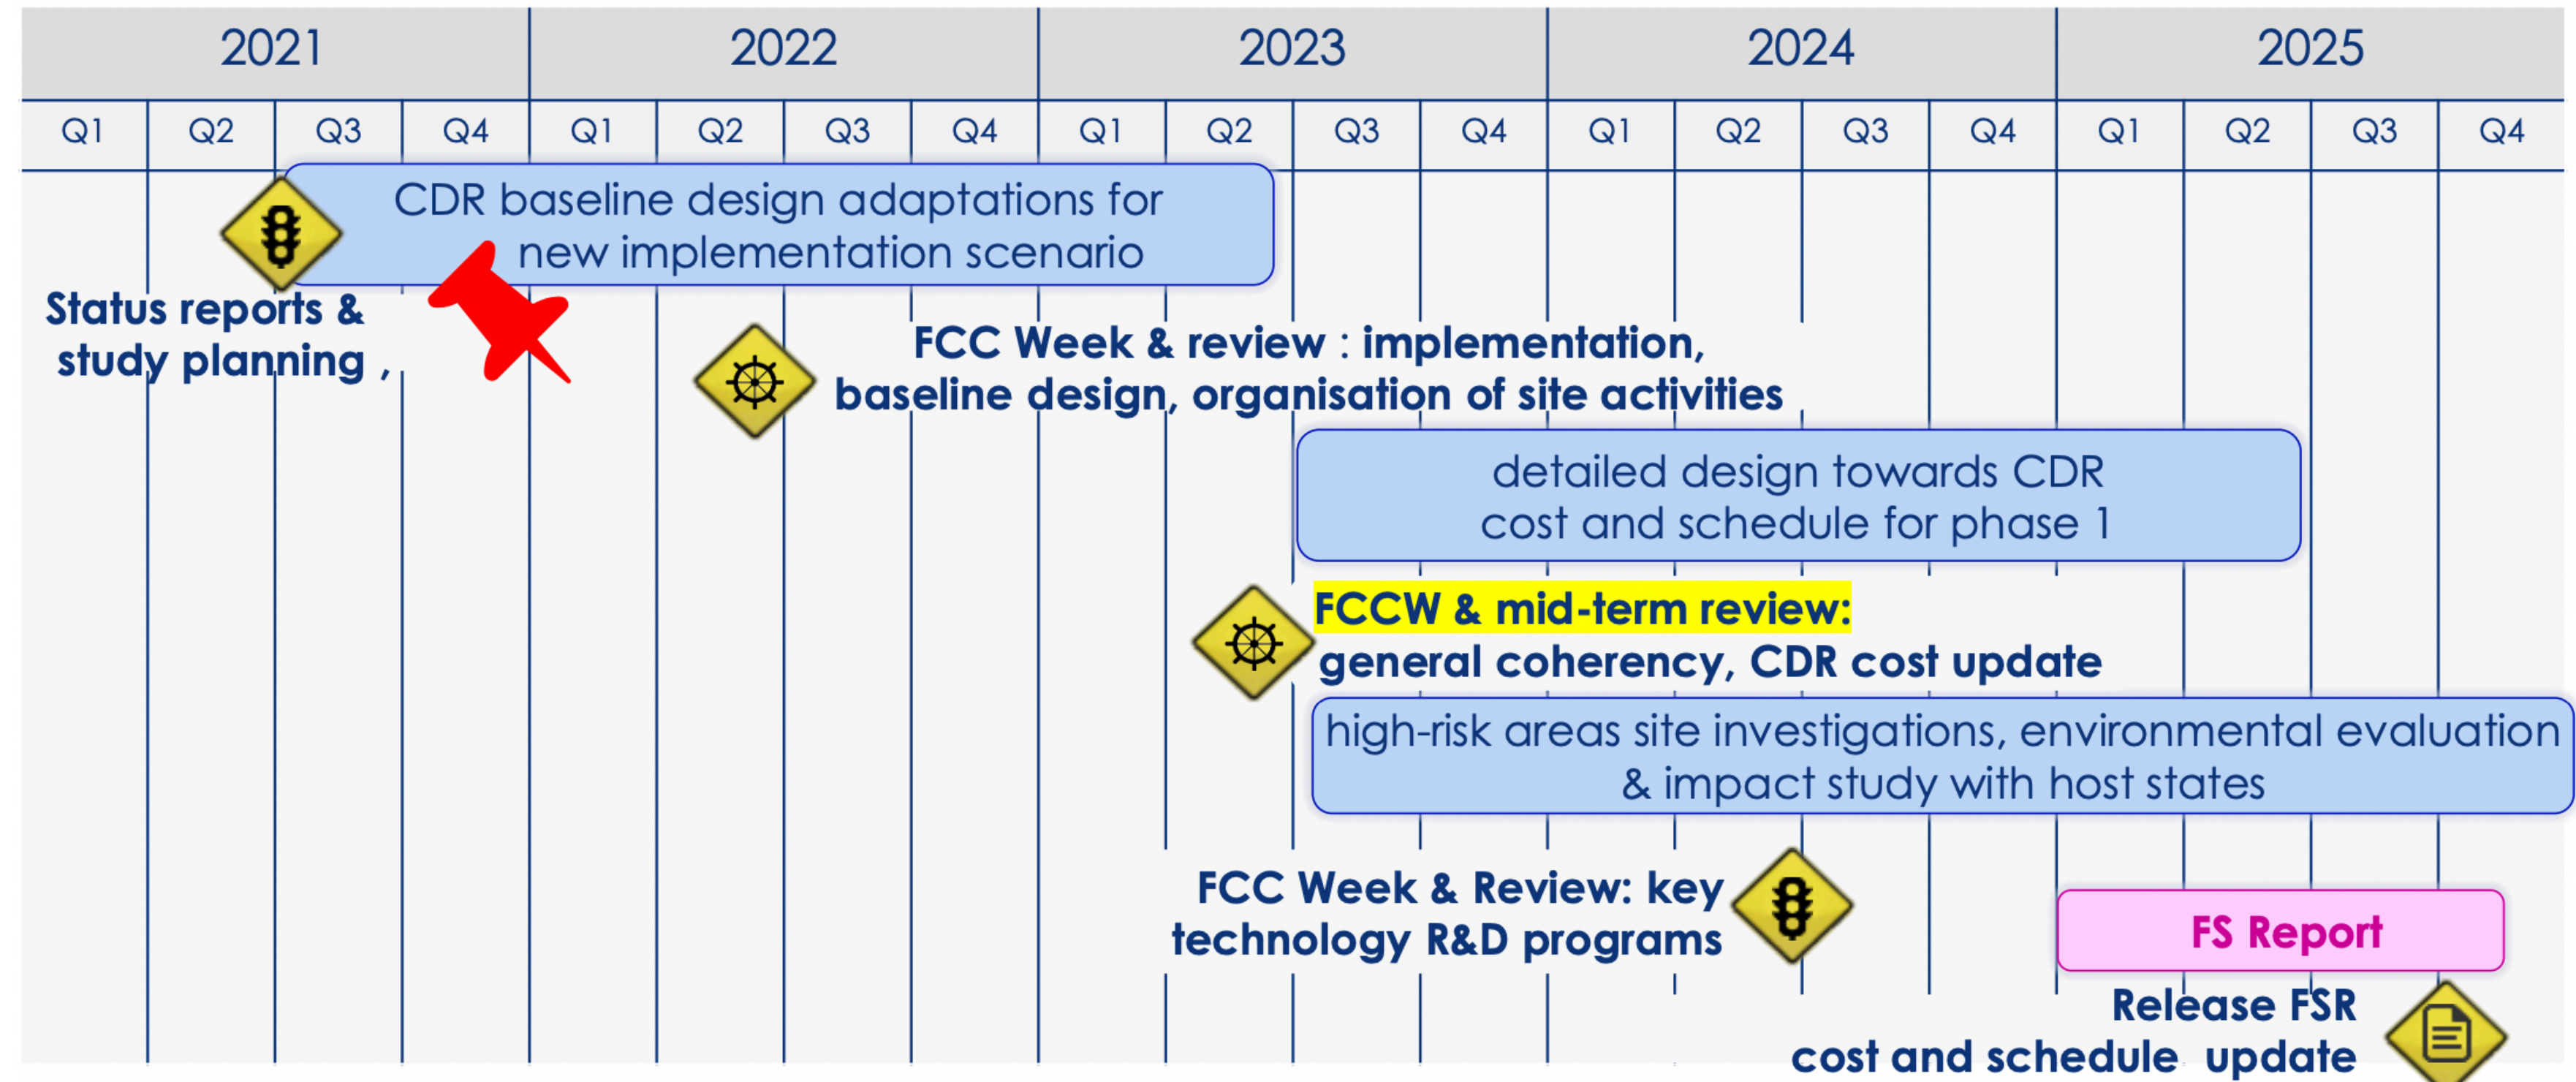 2021 2022 2023 2024 2025
Q1 Q2 Q3 Q4 Q1 Q2 Q3 Q4 Q1 Q2 Q3 Q4 Q1 Q2 Q3 Q4 Q1 Q2 Q3 Q4
CDR baseline design adaptations for
new implementation scenario
Status reports &
study planning ,
FCC Week & review : implementation,
baseline design, organisation of site activities
detailed design towards CDR
cost and schedule for phase 1
FCCW & mid-term review:
general coherency, CDR cost update
high-risk areas site investigations, environmental evaluation
& impact study with host states
FCC Week & Review: key
technology R&D programs
FS Report
Release FSR
cost and schedule update